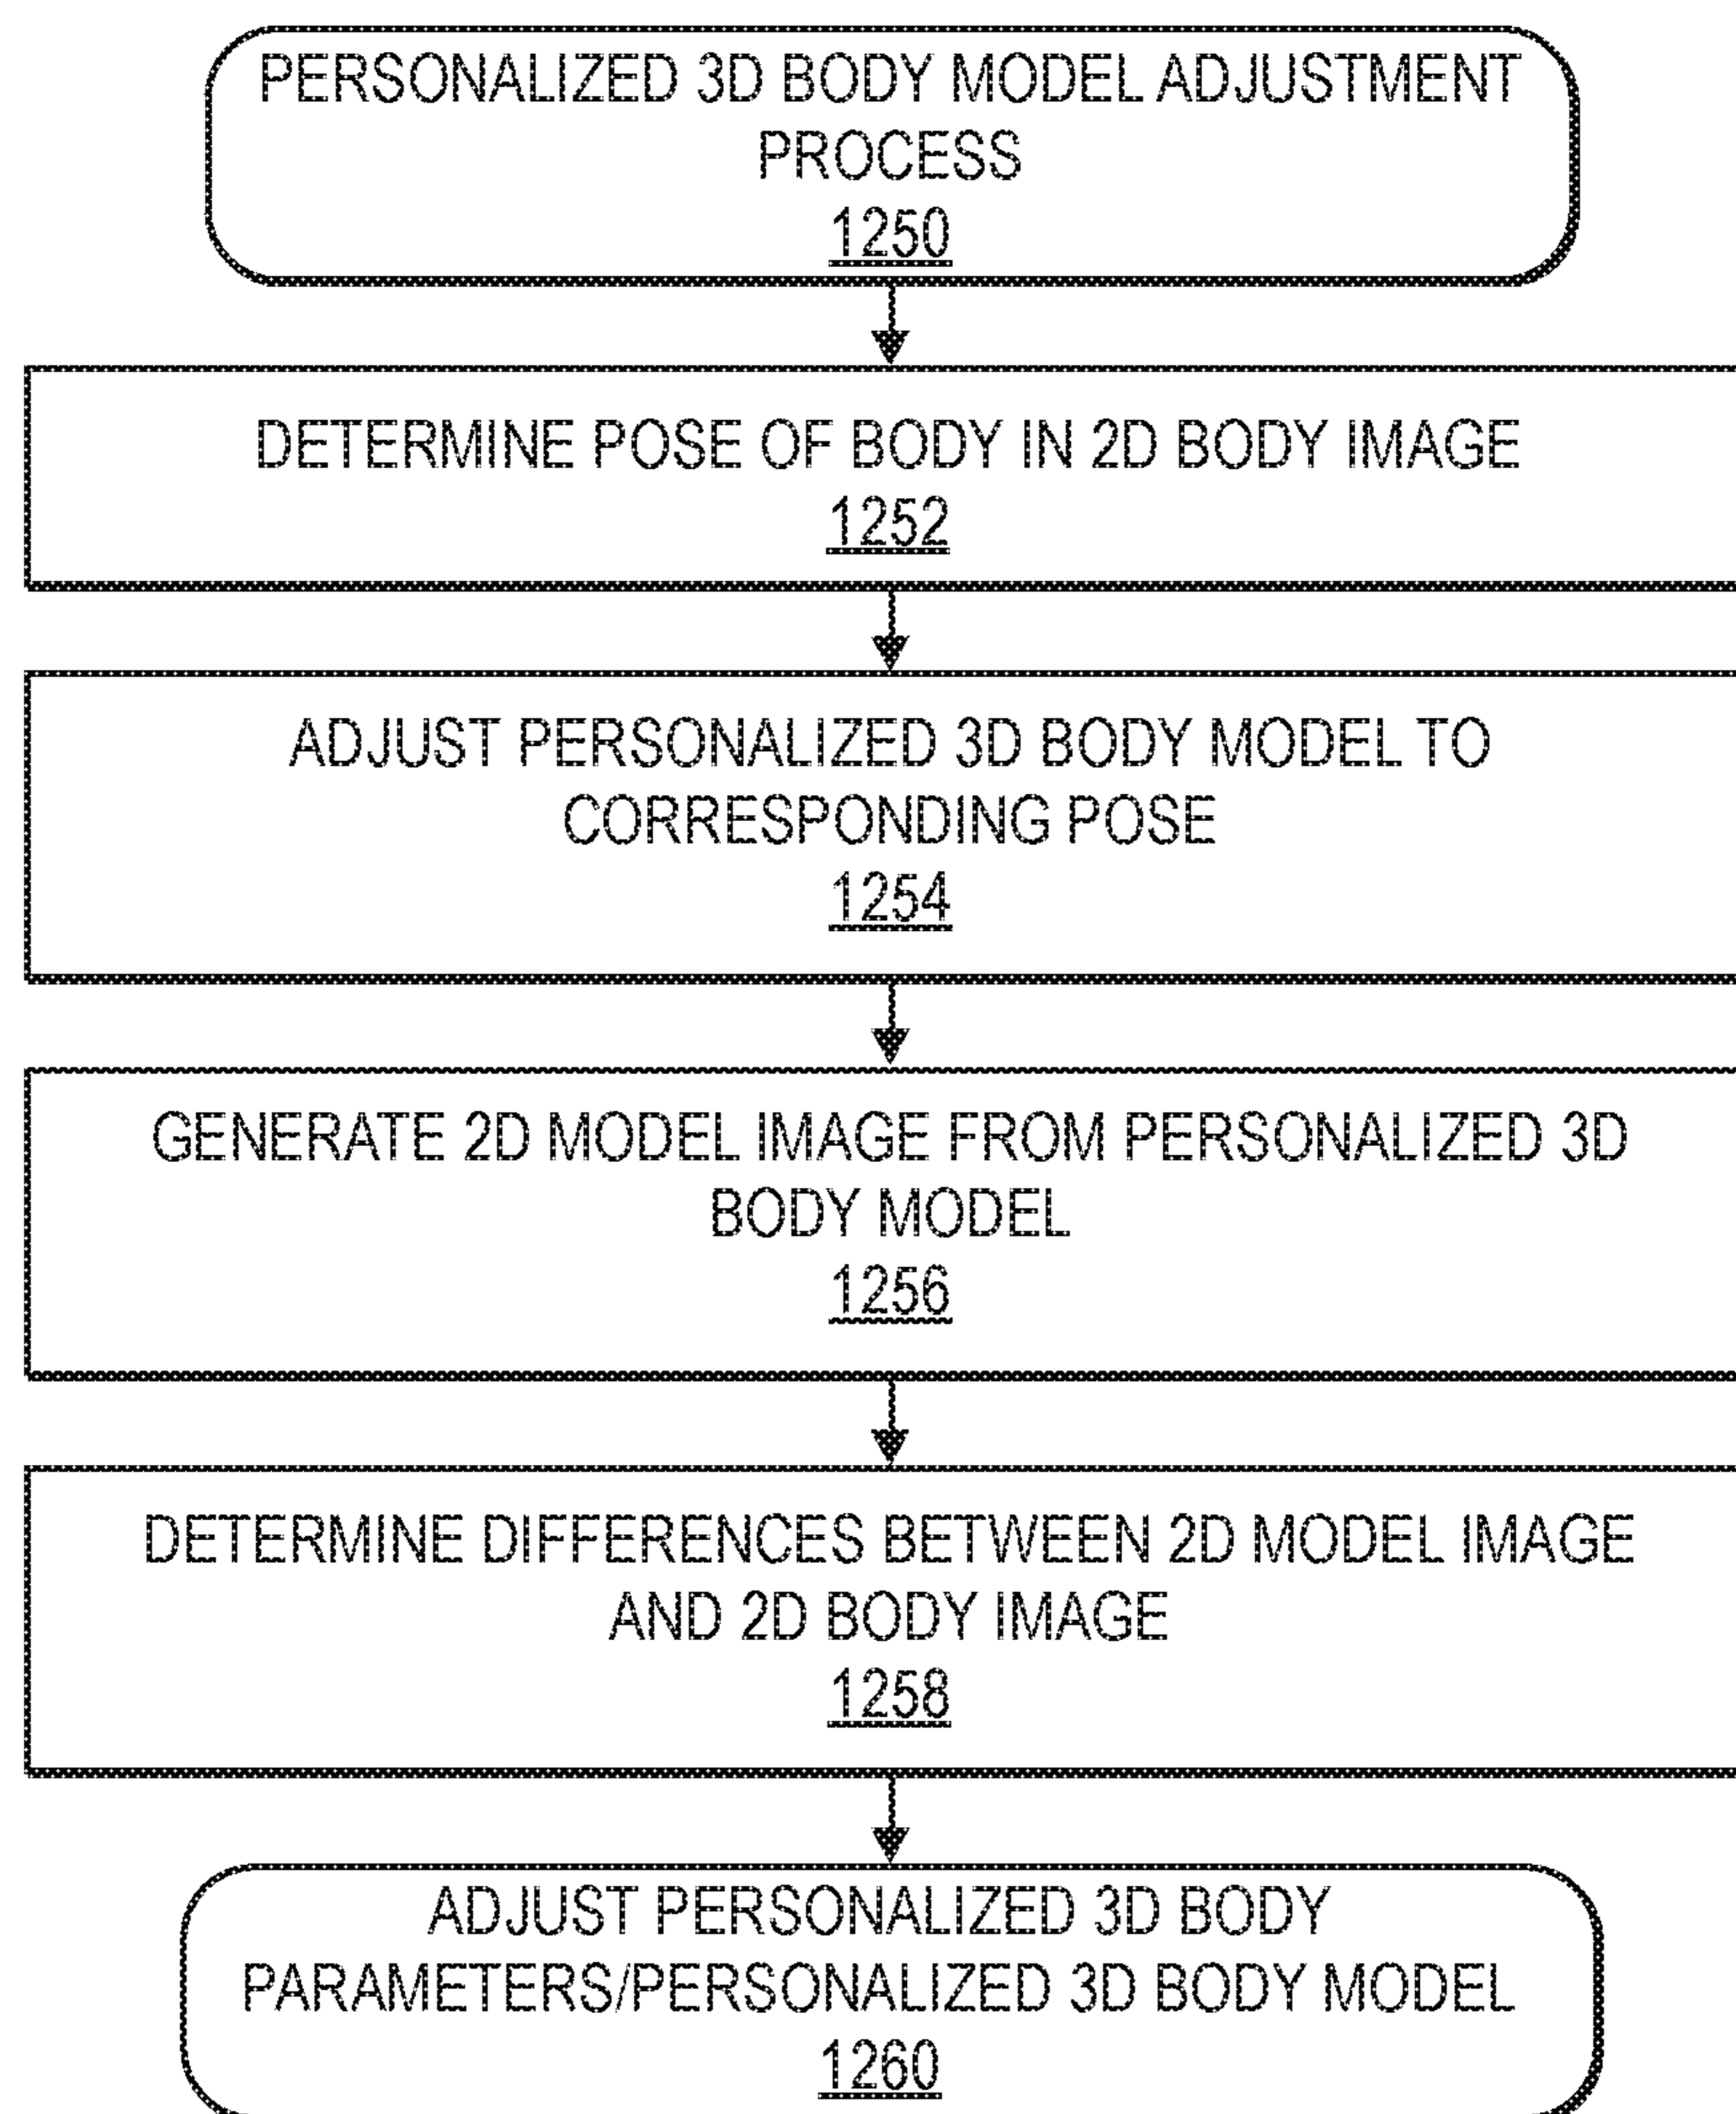 PERSONALIZED 3D BODY MODEL ADJUSTMENT
PROCESS
1250
DETERMINE POSE OF BODY IN 2D BODY IMAGE
1252
ADJUST PERSONALIZED 3D BODY MODEL TO
CORRESPONDING POSE
1254
GENERATE 2D MODEL IMAGE FROM PERSONALIZED 3D
BODY MODEL
1256
DETERMINE DIFFERENCES BETWEEN 2D MODEL IMAGE
AND 2D BODY IMAGE
1258
ADJUST PERSONALIZED 3D BODY
PARAMETERS/PERSONALIZED 3D BODY MODEL
1260